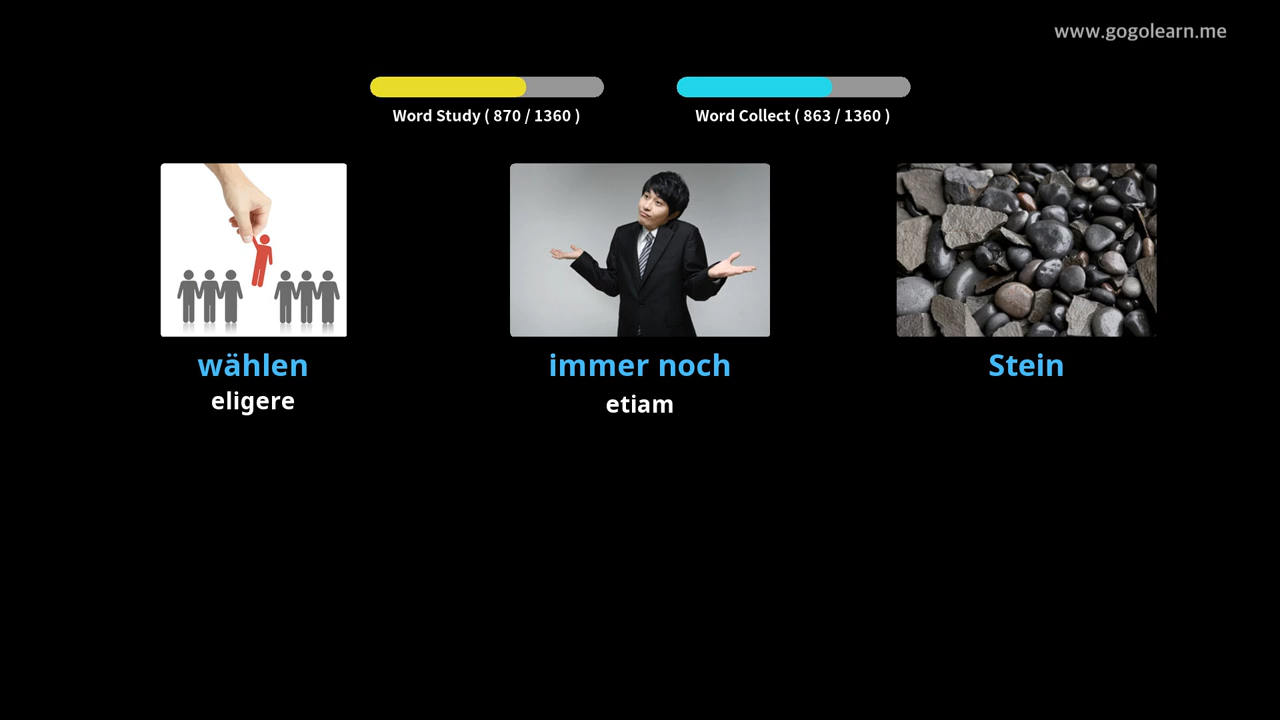 www.gogolearn.me
Word Study ( 870 / 1360 )
Word Collect ( 863 / 1360 )
wählen
eligere
immer noch
etiam
Stein